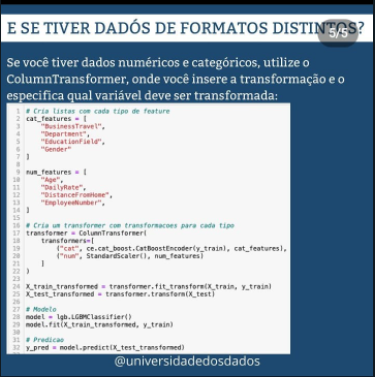 E SE TIVER DADÓS DE FORMATOS DISTINTOS?
5/5
Se você tiver dados numéricos e categóricos, utilize o
ColumnTransformer, onde você insere a transformação e o
especifica qual variável deve ser transformada:
1 # Cria listas com cada tipo de feature
2 cat_features = [
3 "BusinessTravel",
4 "Department",
5 "EducationField",
6 "Gender"
7 ]
8
9 num_features = [
10 "Age",
11 "DailyRate",
12 "DistanceFromHome",
13 "EmployeeNumber",
14 ]
15
16 # Cria um transformer com transformacoes para cada tipo
17 transformer = ColumnTransformer(
18 transformers=[
19 ("cat", ce.cat_boost.CatBoostEncoder(y_train), cat_features),
20 ("num", StandardScaler(), num_features)
21 ]
22 )
23
24 X_train_transformed = transformer.fit_transform(X_train, y_train)
25 X_test_transformed = transformer.transform(X_test)
26
27 # Modelo
28 model = lgb.LGBMClassifier()
29 model.fit(X_train_transformed, y_train)
30
31 # Predicao
32 y_pred = model.predict(X_test_transformed)
@universidadedosdados